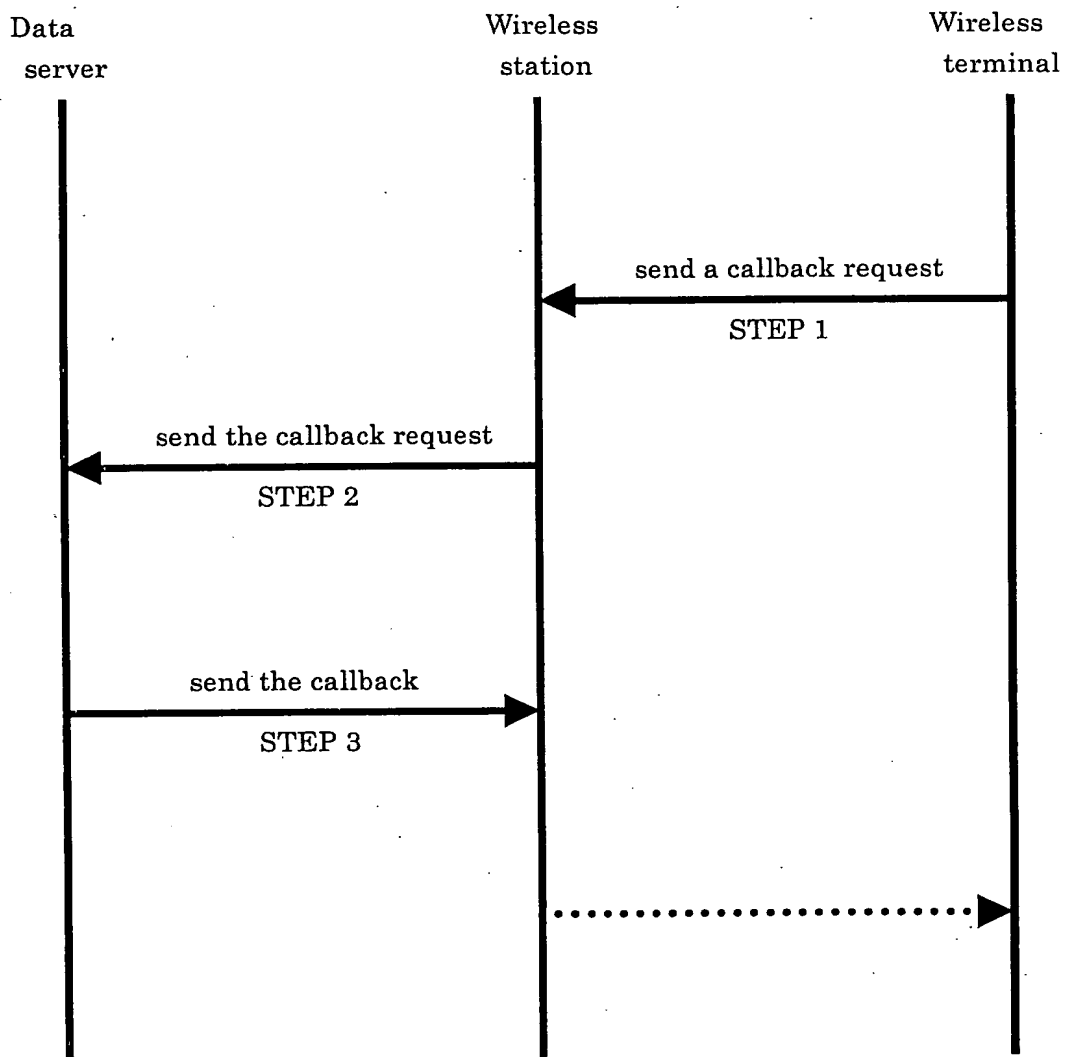 Data
server
Wireless
station
Wireless
terminal
send a callback request
STEP 1
send the callback request
STEP 2
send the callback
STEP 3